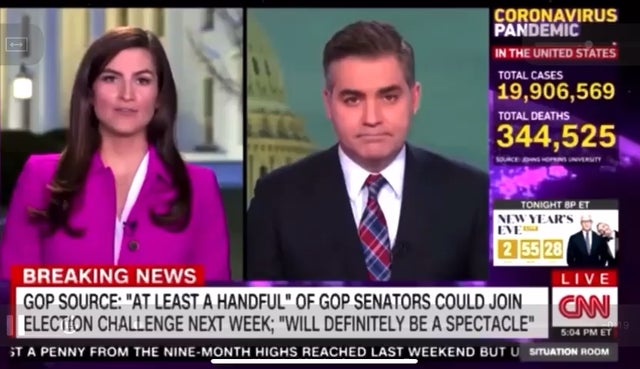 CORONAVIRUS
PANDEMIC
IN THE UNITED STATES
TOTAL CASES
19,906,569
TOTAL DEATHS
344,525
SOURCE: JOHNS HOPKINS UNIVERSITY
TONIGHT 8P ET
NEW YEAR'S
EVE LIVE
2 55 28
BREAKING NEWS
LIVE
GOP SOURCE: "AT LEAST A HANDFUL" OF GOP SENATORS COULD JOIN
ELECTION CHALLENGE NEXT WEEK; "WILL DEFINITELY BE A SPECTACLE"
CNN
5:04 PM ET
ST A PENNY FROM THE NINE-MONTH HIGHS REACHED LAST WEEKEND BUT U
SITUATION ROOM